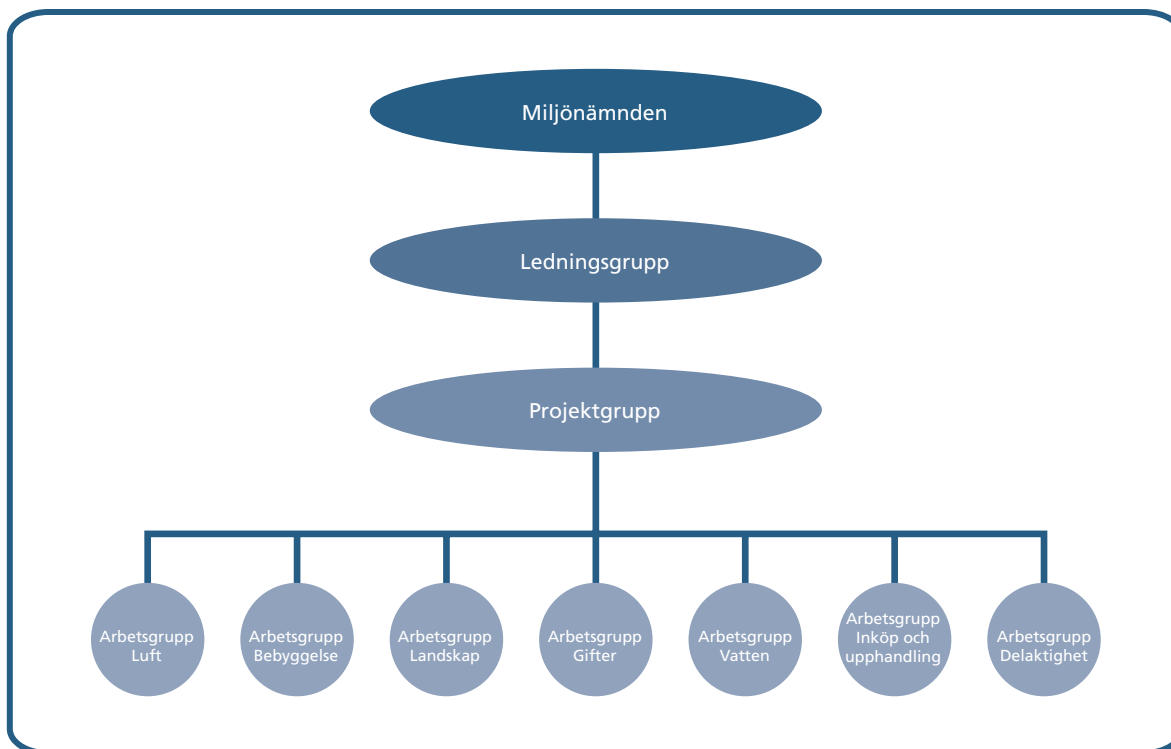 Miljönämnden
Ledningsgrupp
Projektgrupp
Arbetsgrupp
Luft
Arbetsgrupp
Bebyggelse
Arbetsgrupp
Landskap
Arbetsgrupp
Gifter
Arbetsgrupp
Vatten
Arbetsgrupp
Inköp och
upphandling
Arbetsgrupp
Delaktighet